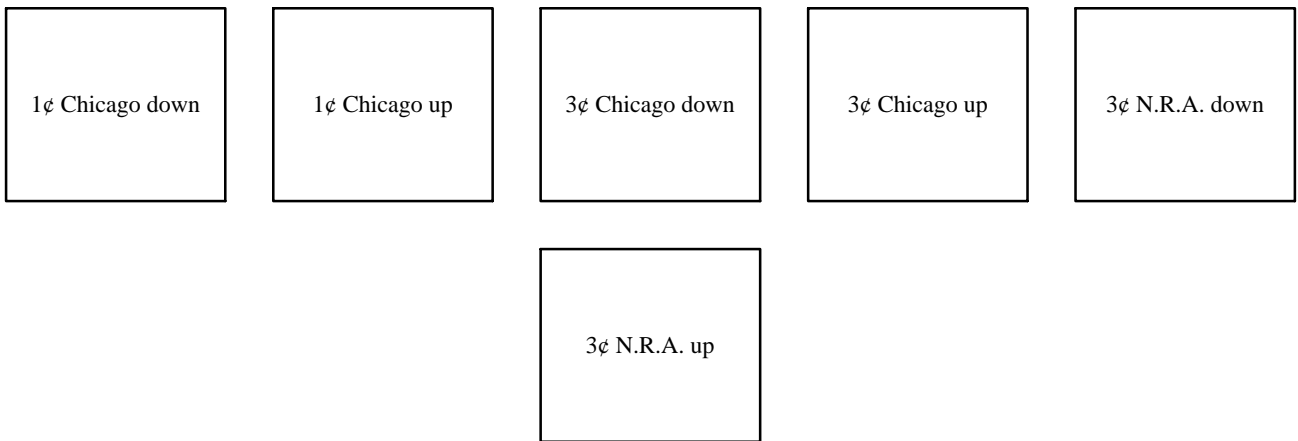 1¢ Chicago down
1¢ Chicago up
3¢ Chicago down
3¢ Chicago up
3¢ N.R.A. down
3¢ N.R.A. up